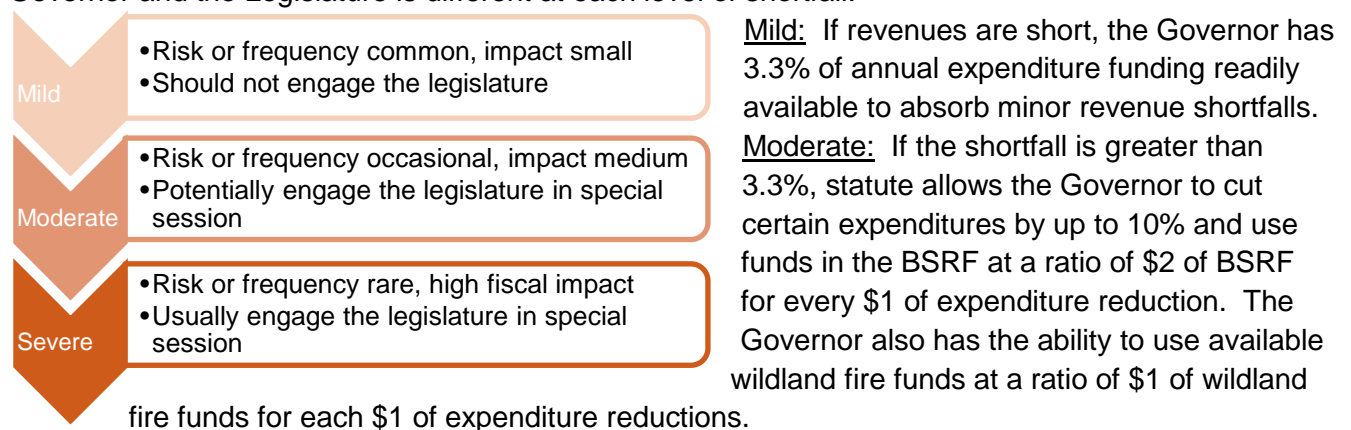 Governor and the Legislature is different at each level of shortfall.
Mild
•Risk or frequency common, impact small
•Should not engage the legislature
Moderate
•Risk or frequency occasional, impact medium
•Potentially engage the legislature in special
session
Severe
•Risk or frequency rare, high fiscal impact
•Usually engage the legislature in special
session
Mild: If revenues are short, the Governor has
3.3% of annual expenditure funding readily
available to absorb minor revenue shortfalls.
Moderate: If the shortfall is greater than
3.3%, statute allows the Governor to cut
certain expenditures by up to 10% and use
funds in the BSRF at a ratio of $2 of BSRF
for every $1 of expenditure reduction. The
Governor also has the ability to use available
wildland fire funds at a ratio of $1 of wildland
fire funds for each $1 of expenditure reductions.